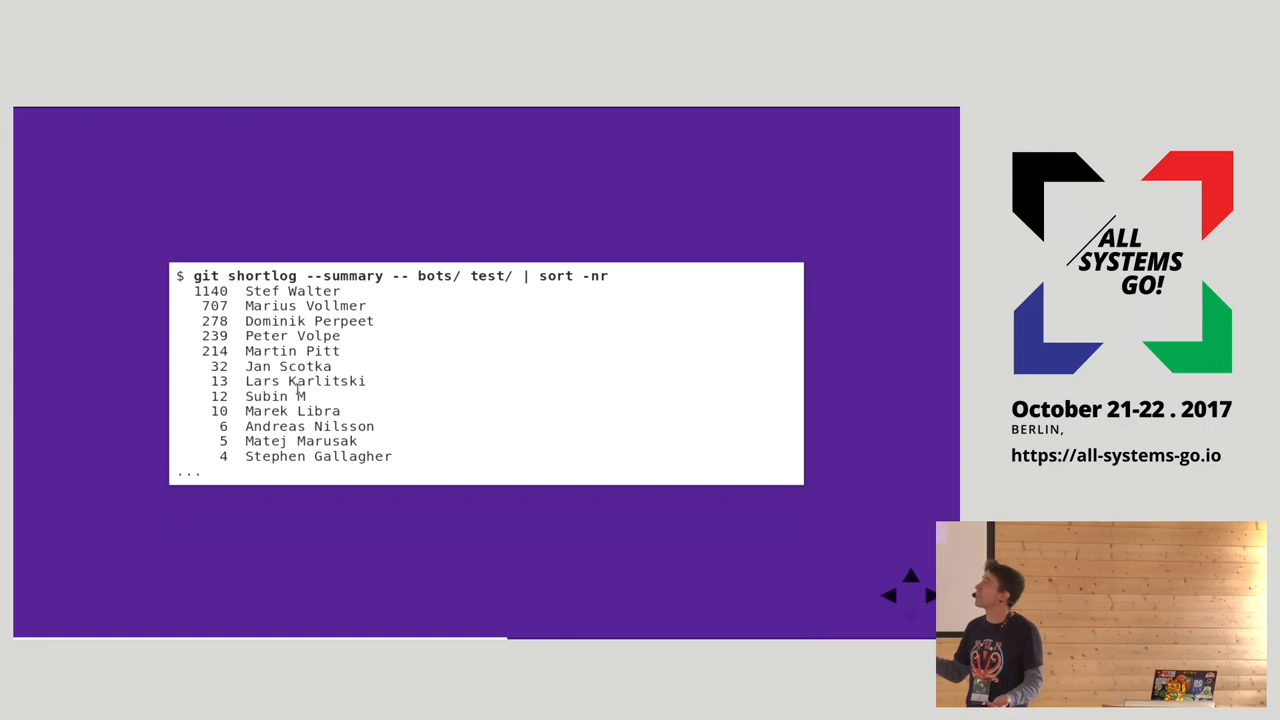 $ git shortlog --summary -- bots/ test/ | sort -nr
1140 Stef Walter
707 Marius Vollmer
278 Dominik Perpeet
239 Peter Volpe
214 Martin Pitt
32 Jan Scotka
13 Lars Karlitski
12 Subin M
10 Marek Libra
6 Andreas Nilsson
5 Matej Marusak
4 Stephen Gallagher
...
ALL
SYSTEMS
GO!
October 21-22 . 2017
BERLIN,
https://all-systems-go.io